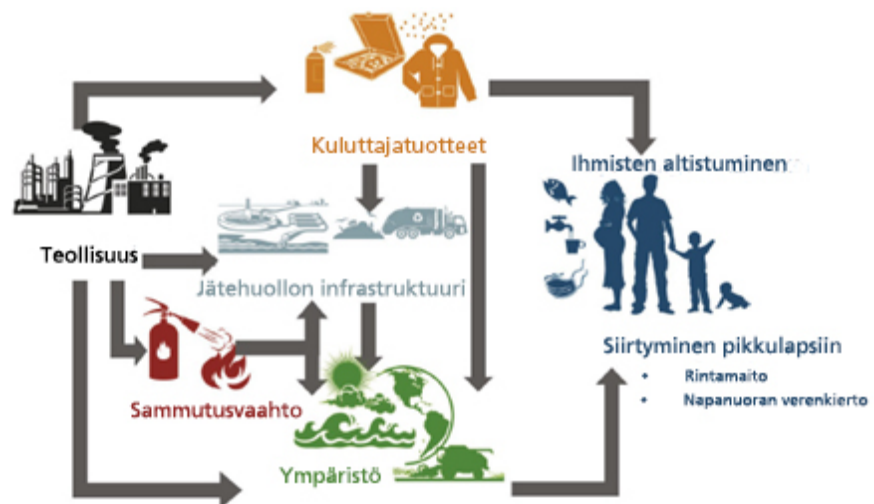 Kuluttajatuotteet
Ihmisten altistuminen
Teollisuus
Jätehuollon infrastruktuuri
Siirtyminen pikkulapsiin
• Rintamaito
• Napanuoran verenkierto
Sammutusvaahto
Ympäristö